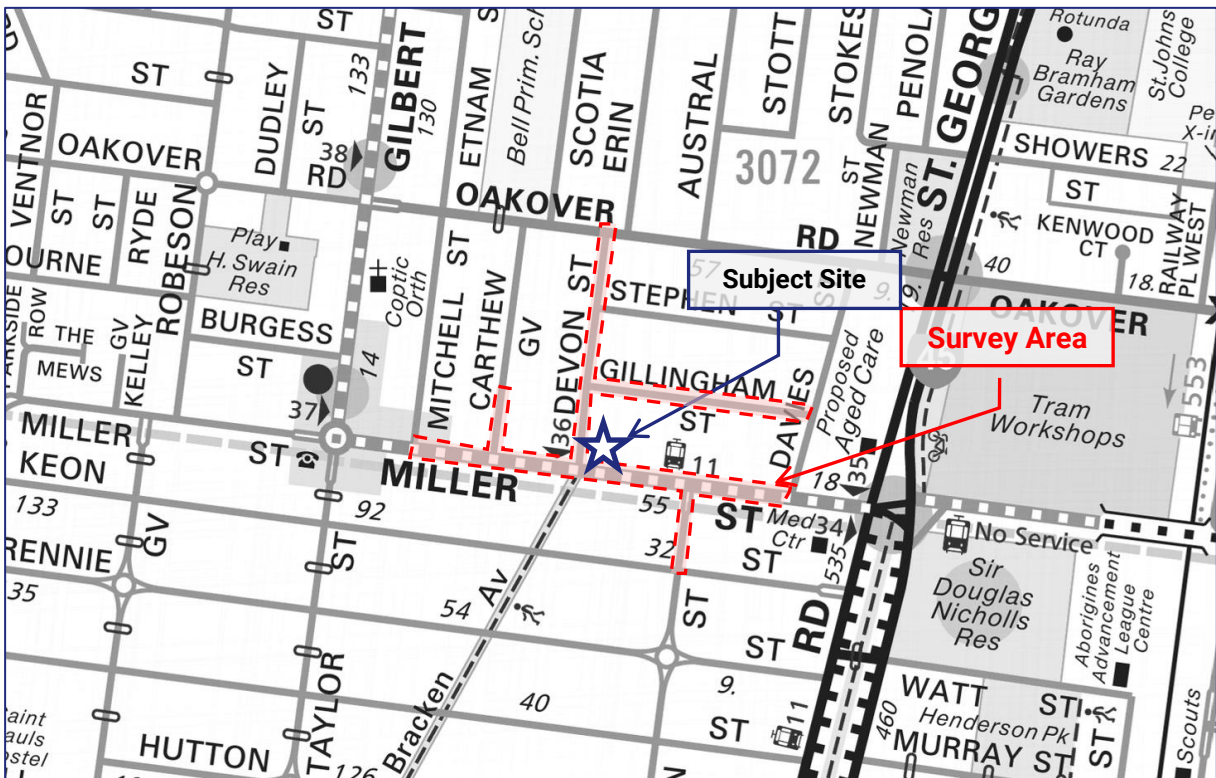 ST
DUDLEY
ST
133
GILBERT
130
ETNAM
S
Bell Prim. Sch
SCOTIA
ERIN
AUSTRAL
STOTT
STOKES
PENOLA
ST. GEORG
Rotunda
Ray
Bramham
Gardens
St.Johns
College
VENTNOR
ST
OAKOVER
ST
RYDE
ROBESON
38
RD
OAKOVER
3072
ST
NEWMAN
Newman
Res
SHOWERS
22
ST
KENWOOD
CT
RAILWAY
PL WEST
18.
Play
H. Swain
Res
OURNE
PARKSIDE
ROW
THE
MEWS
GV
KELLEY
BURGESS
ST
Coptic
Orth
14
37
MITCHELL ST
CARTHEW
GV
DEVON ST
36
RD
57
9.
9.
40
STEPHEN
ST
S
Subject Site
Survey Area
OAKOVER
45
553
GILLINGHAM
ST
DAVIES
Proposed
Aged Care
Tram
Workshops
MILLER
KEON
ST
MILLER
11
18
35
133
GV
92
55
ST
Med
Ctr
34
535
No Service
RENNIE
ST
32
ST
Sir
Douglas
Nicholls
Res
Aborigines
Advancement
League
Centre
35
54
Bracken Av
ST
ST
RD
TAYLOR
40
9.
ST
11
460
WATT
ST
Henderson Pk
MURRAY ST
ST
Scouts
aint
auls
ostel
HUTTON
126